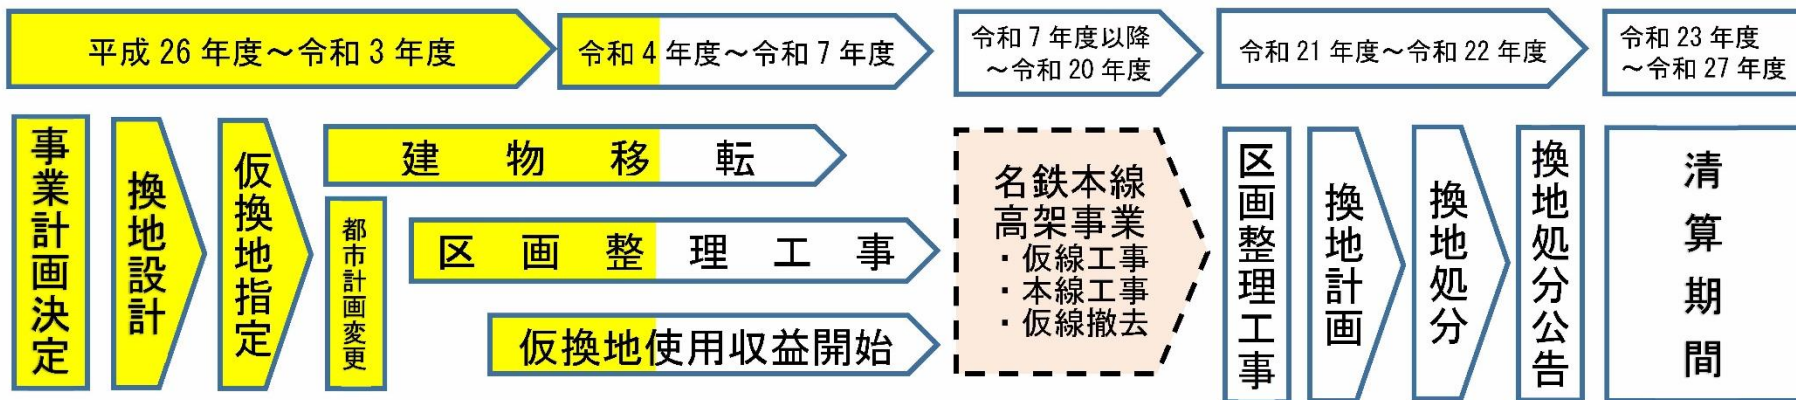 平成 26 年度～令和 3 年度
令和 4 年度～令和 7 年度
令和 7 年度以降
～令和 20 年度
令和 21 年度～令和 22 年度
令和 23 年度
～令和 27 年度
事業計画決定
換地設計
仮換地指定
建物移転
都市計画変更
区画整理工事
仮換地使用収益開始
名鉄本線
高架事業
・仮線工事
・本線工事
・仮線撤去
区画整理工事
換地計画
換地処分
換地処分公告
清算期間